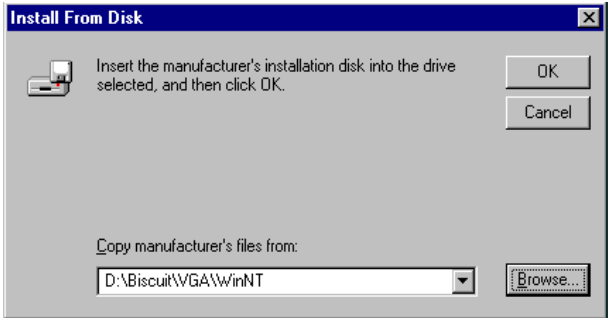 Install From Disk
Insert the manufacturer's installation disk into the drive
selected, and then click OK.
OK
Cancel
Copy manufacturer's files from:
D:\Biscuit\VGA\WinNT
Browse...